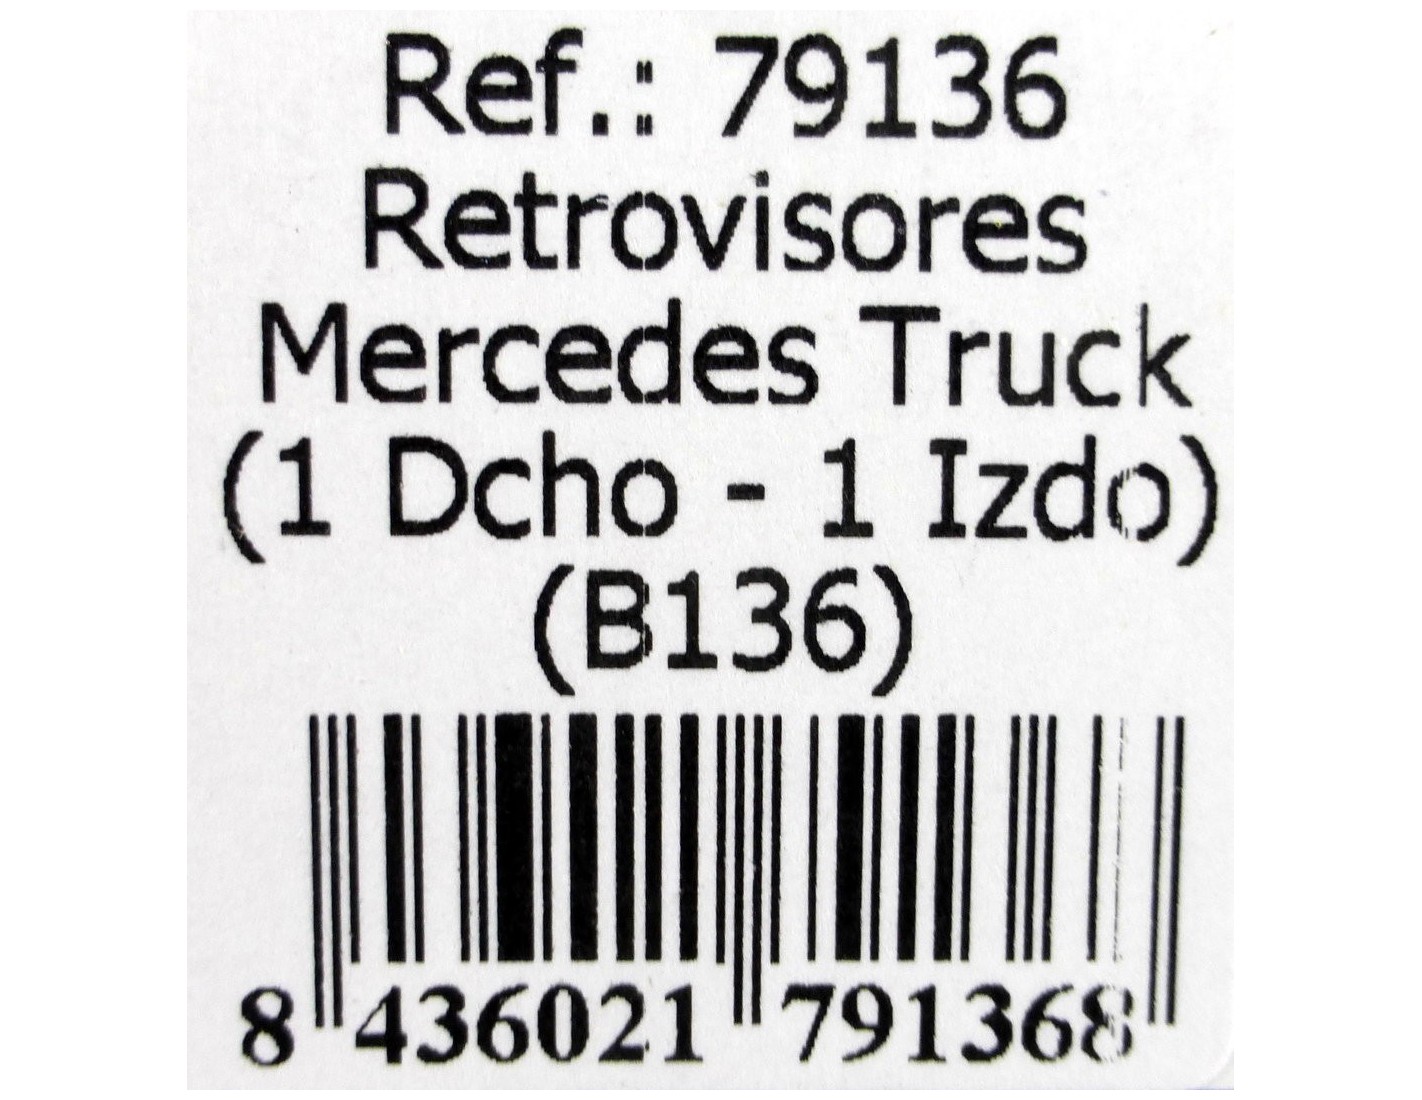 Ref.: 79136
Retrovisores
Mercedes Truck
(1 Dcho - 1 Izdo)
(B136)
8 436021 791368